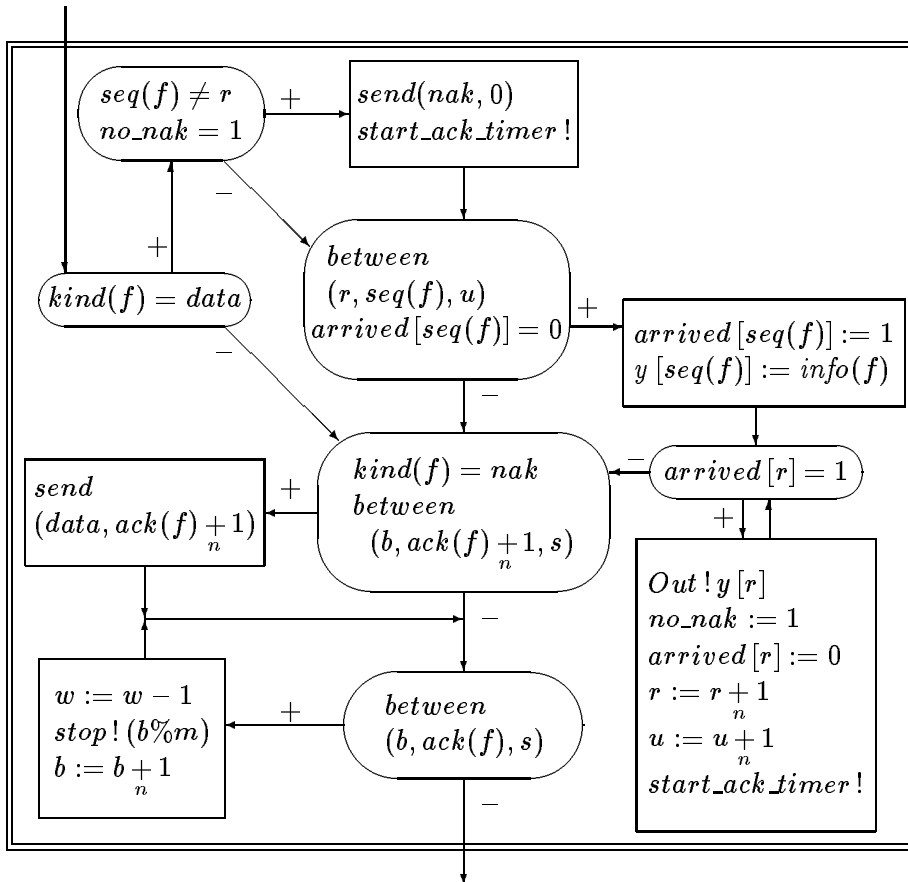 seq(f) ≠ r
no_nak = 1
+
send(nak, 0)
start_ack_timer !
−
+
kind(f) = data
−
between
(r, seq(f), u)
arrived [seq(f)] = 0
+
−
arrived [seq(f)] := 1
y [seq(f)] := info(f)
send
(data, ack(f) + 1)
n
+
kind(f) = nak
between
(b, ack(f) + 1, s)
n
−
arrived [r] = 1
+
−
Out ! y [r]
no_nak := 1
arrived [r] := 0
r := r + 1
n
u := u + 1
n
start_ack_timer !
w := w − 1
stop ! (b%m)
b := b + 1
n
+
between
(b, ack(f), s)
−